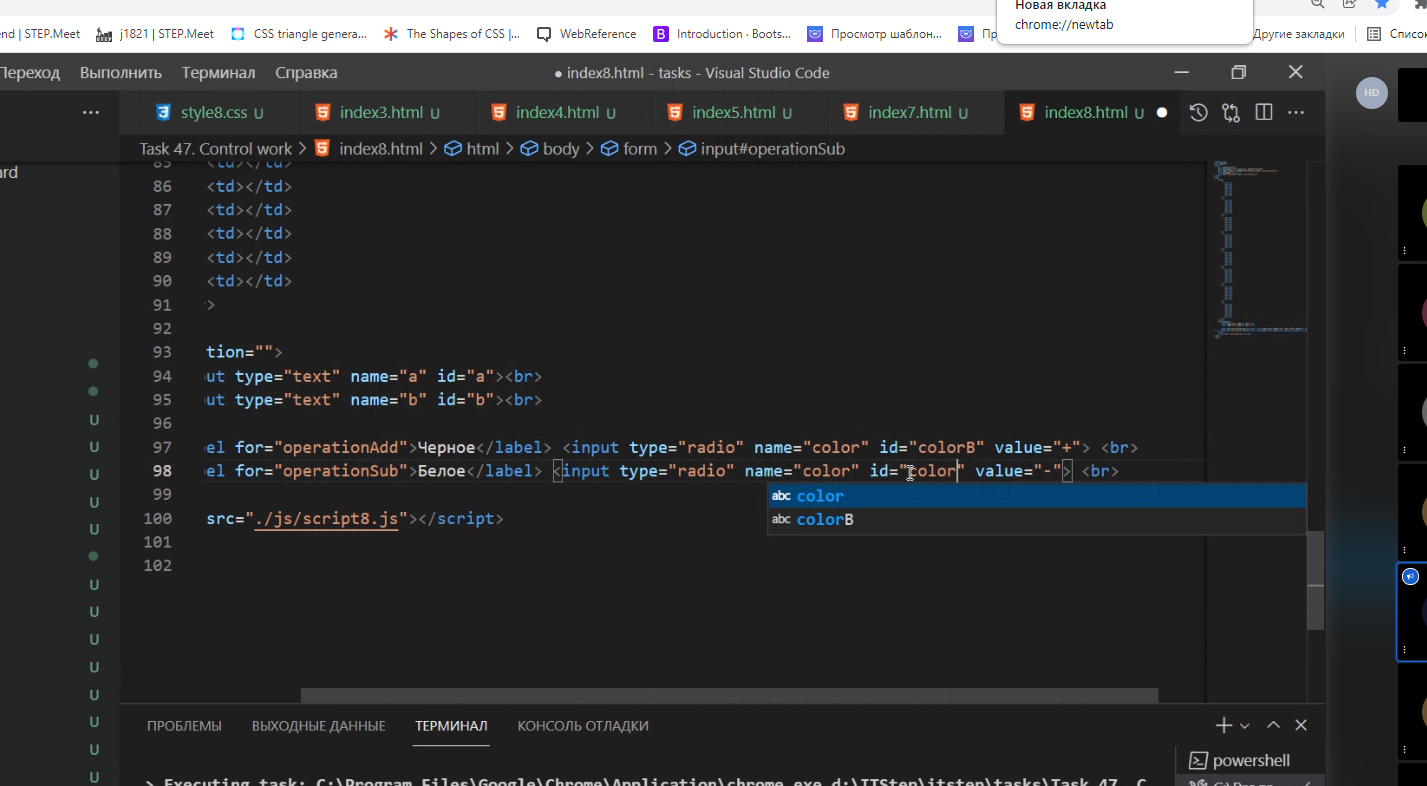 Новая вкладка
chrome://newtab
| STEP.Meet
j1821 | STEP.Meet
CSS triangle genera...
The Shapes of CSS |...
WebReference
B Introduction · Boots...
Просмотр шаблон...
Другие закладки
Переход Выполнить Терминал Справка
● index8.html - tasks - Visual Studio Code
HD
style8.css U
index3.html U
index4.html U
index5.html U
index7.html U
index8.html U
Task 47. Control work > index8.html > html > body > form > input#operationSub
85 <td></td>
86 <td></td>
87 <td></td>
88 <td></td>
89 <td></td>
90 <td></td>
91 >
92
93 tion="">
94 ut type="text" name="a" id="a"><br>
95 ut type="text" name="b" id="b"><br>
96
97 el for="operationAdd">Черное</label> <input type="radio" name="color" id="colorB" value="+"> <br>
98 el for="operationSub">Белое</label> <input type="radio" name="color" id="color" value="-"> <br>
abc color
abc colorB
99
100 src="./js/script8.js"></script>
101
102
U
U
U
U
U
U
U
U
U
U
U
U
U
ПРОБЛЕМЫ ВЫХОДНЫЕ ДАННЫЕ ТЕРМИНАЛ КОНСОЛЬ ОТЛАДКИ
powershell
> Executing task: C:\Program Files\Google\Chrome\Application\chrome.exe d:\ITStep\itstep\tasks\Task 47. C